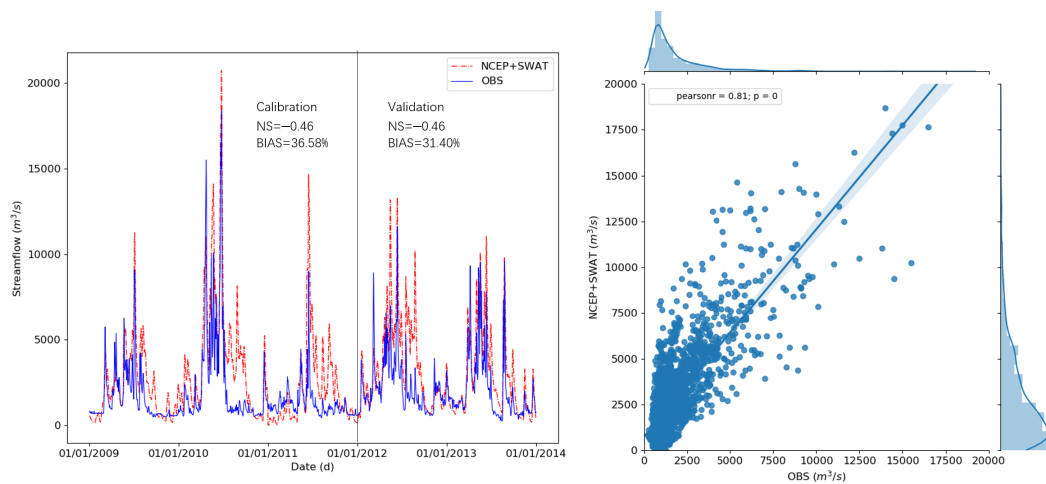 NCEP+SWAT
OBS
Calibration
NS=−0.46
BIAS=36.58%
Validation
NS=−0.46
BIAS=31.40%
Streamflow (m³/s)
20000
15000
10000
5000
0
01/01/2009
01/01/2010
01/01/2011
01/01/2012
01/01/2013
01/01/2014
Date (d)
pearsonr = 0.81; p = 0
NCEP+SWAT (m³/s)
20000
17500
15000
12500
10000
7500
5000
2500
0
0
2500
5000
7500
10000
12500
15000
17500
20000
OBS (m³/s)